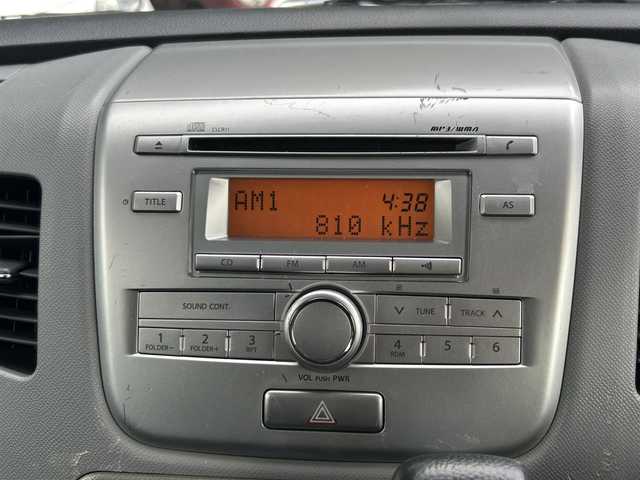 MP3/WMA
TITLE
AM1 4:38
810 kHz
AS
CD FM AM
SOUND CONT.
TUNE TRACK
1 2 3 4 5 6
FOLDER− FOLDER+ RPT RDM
VOL PUSH PWR